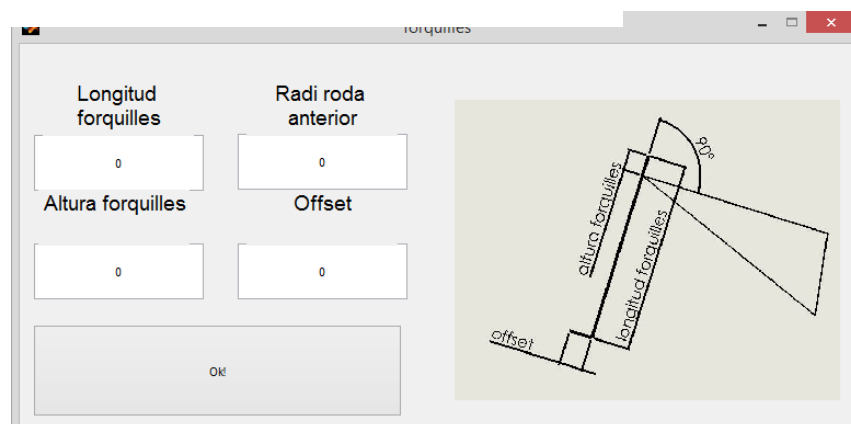 forquilles
Longitud
forquilles
0
Radi roda
anterior
0
Altura forquilles
0
Offset
0
Ok!
90°
altura forquilles
longitud forquilles
offset